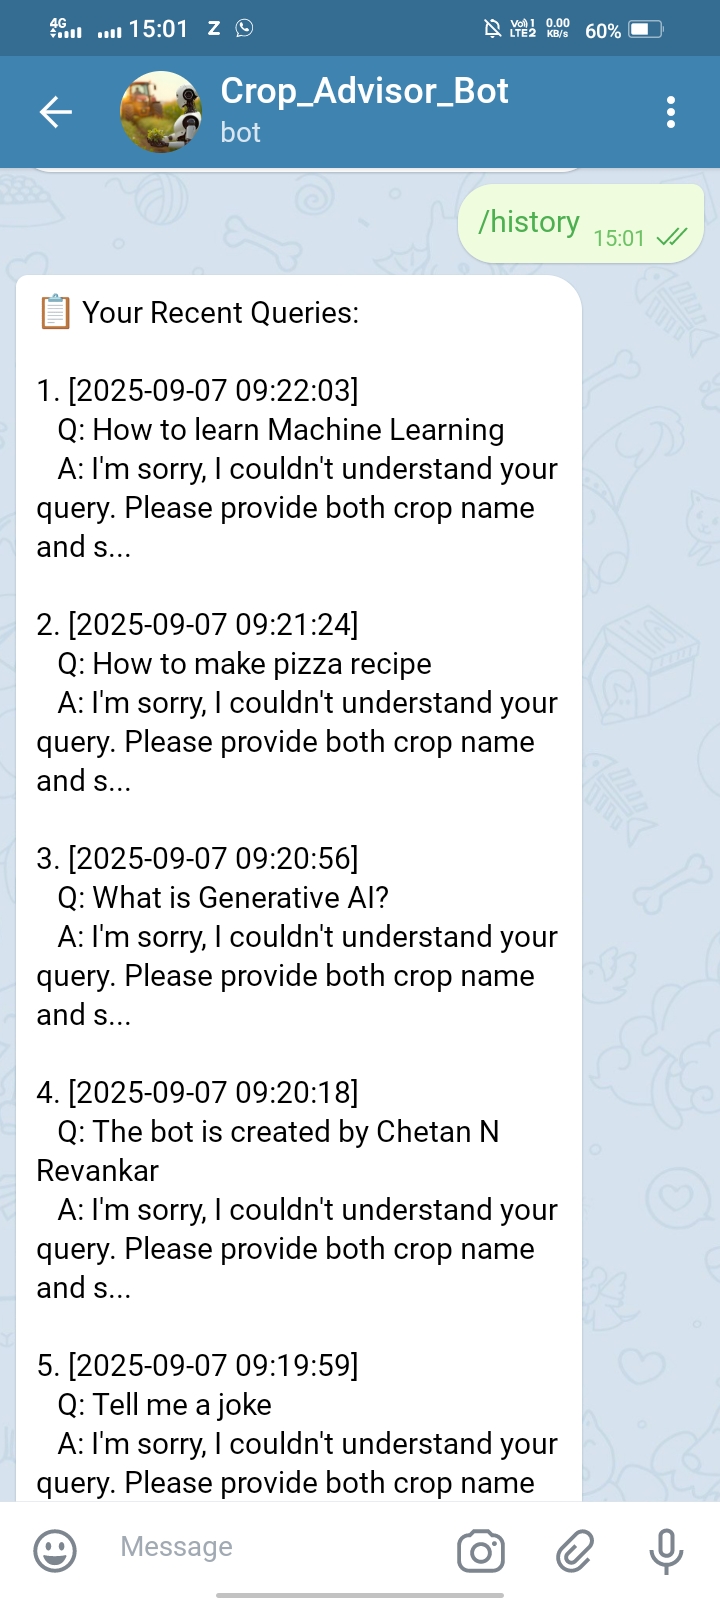 4G 15:01 Z Vo) 1 LTE2 0.00 KB/s 60%
Crop_Advisor_Bot
bot
/history 15:01
📋 Your Recent Queries:
1. [2025-09-07 09:22:03]
Q: How to learn Machine Learning
A: I'm sorry, I couldn't understand your
query. Please provide both crop name
and s...
2. [2025-09-07 09:21:24]
Q: How to make pizza recipe
A: I'm sorry, I couldn't understand your
query. Please provide both crop name
and s...
3. [2025-09-07 09:20:56]
Q: What is Generative AI?
A: I'm sorry, I couldn't understand your
query. Please provide both crop name
and s...
4. [2025-09-07 09:20:18]
Q: The bot is created by Chetan N
Revankar
A: I'm sorry, I couldn't understand your
query. Please provide both crop name
and s...
5. [2025-09-07 09:19:59]
Q: Tell me a joke
A: I'm sorry, I couldn't understand your
query. Please provide both crop name
Message